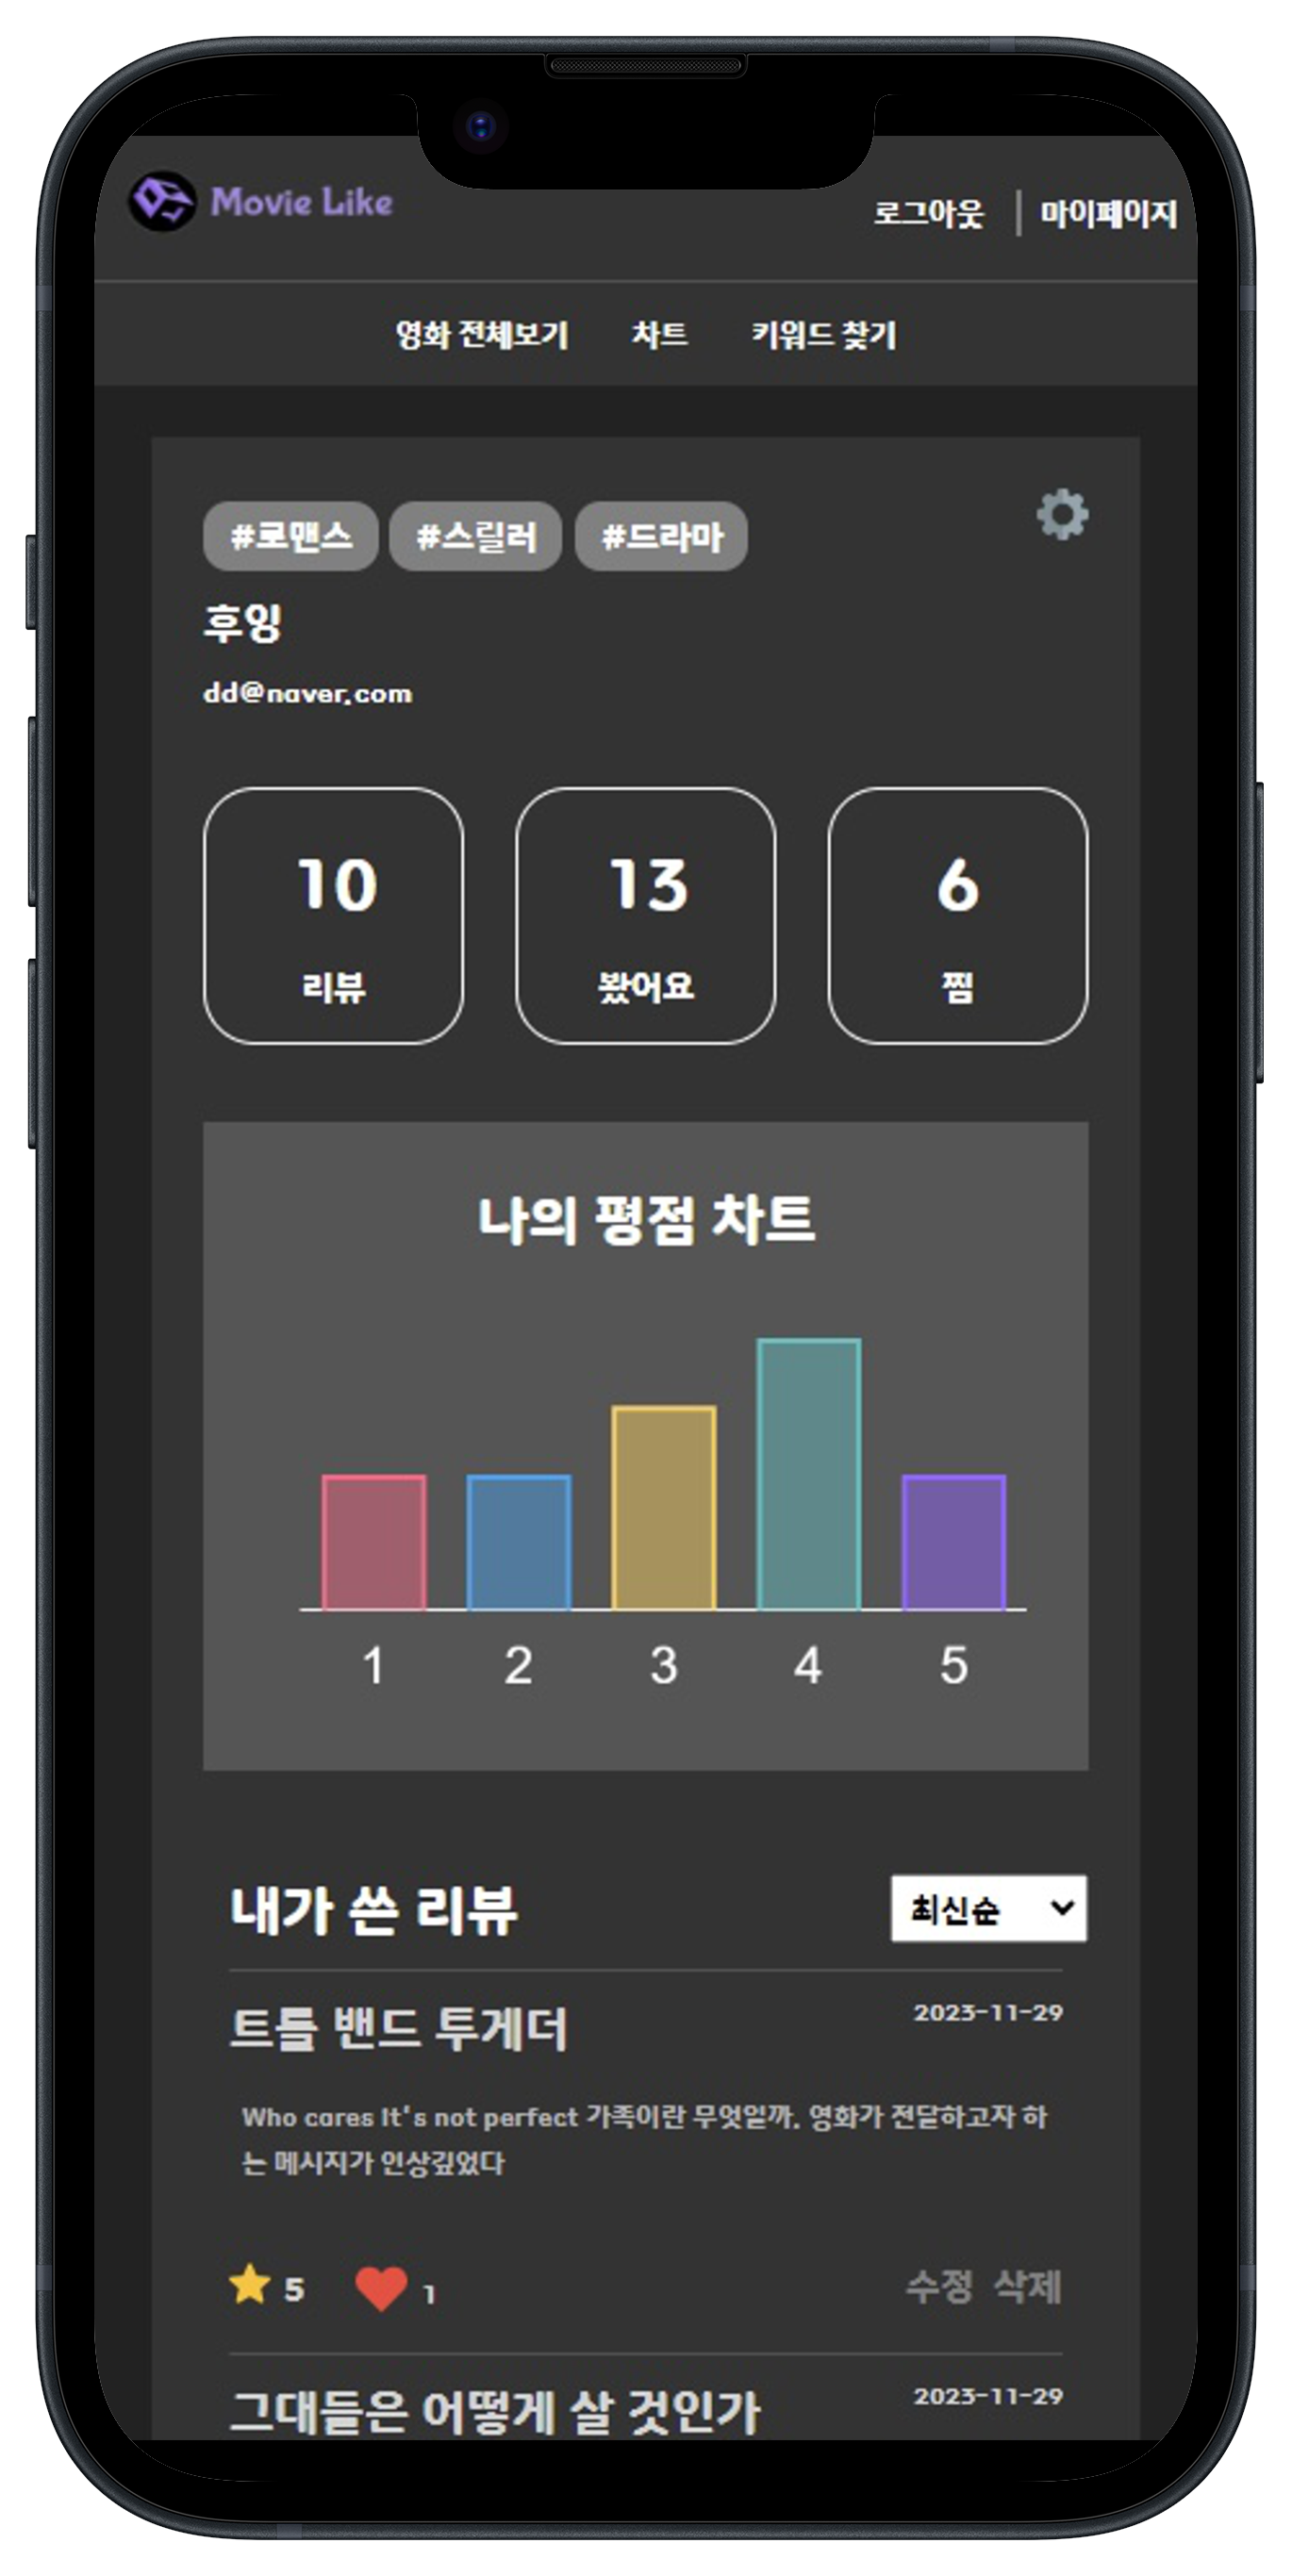 Movie Like
로그아웃 마이페이지
영화 전체보기 차트 키워드 찾기
#로맨스 #스릴러 #드라마
후잉
dd@naver.com
10 13 6
리뷰 봤어요 찜
나의 평점 차트
1 2 3 4 5
내가 쓴 리뷰 최신순
트롤 밴드 투게더 2023-11-29
Who cares It's not perfect 가족이란 무엇일까. 영화가 전달하고자 하
는 메시지가 인상깊었다
5 1 수정 삭제
그대들은 어떻게 살 것인가 2023-11-29